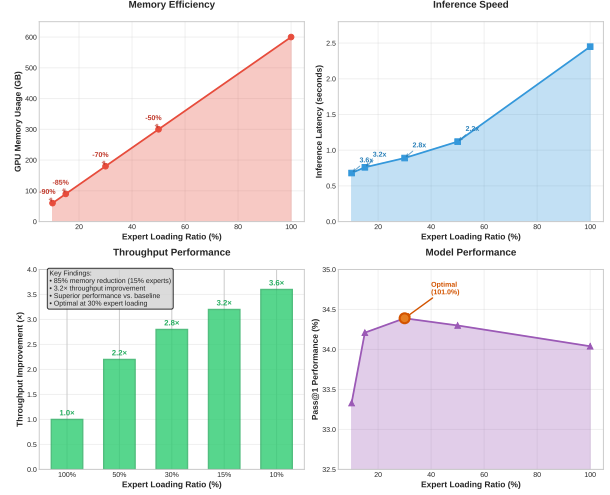 Memory Efficiency
GPU Memory Usage (GB)
600
500
400
300
200
100
0
-90%
-85%
-70%
-50%
20
40
60
80
100
Expert Loading Ratio (%)
Inference Speed
Inference Latency (seconds)
2.5
2.0
1.5
1.0
0.5
0.0
3.6x
3.2x
2.8x
2.2x
20
40
60
80
100
Expert Loading Ratio (%)
Throughput Performance
Throughput Improvement (×)
4.0
3.5
3.0
2.5
2.0
1.5
1.0
0.5
0.0
Key Findings:
• 85% memory reduction (15% experts)
• 3.2× throughput improvement
• Superior performance vs. baseline
• Optimal at 30% expert loading
1.0×
2.2×
2.8×
3.2×
3.6×
100%
50%
30%
15%
10%
Expert Loading Ratio (%)
Model Performance
Pass@1 Performance (%)
35.0
34.5
34.0
33.5
33.0
32.5
Optimal
(101.0%)
20
40
60
80
100
Expert Loading Ratio (%)